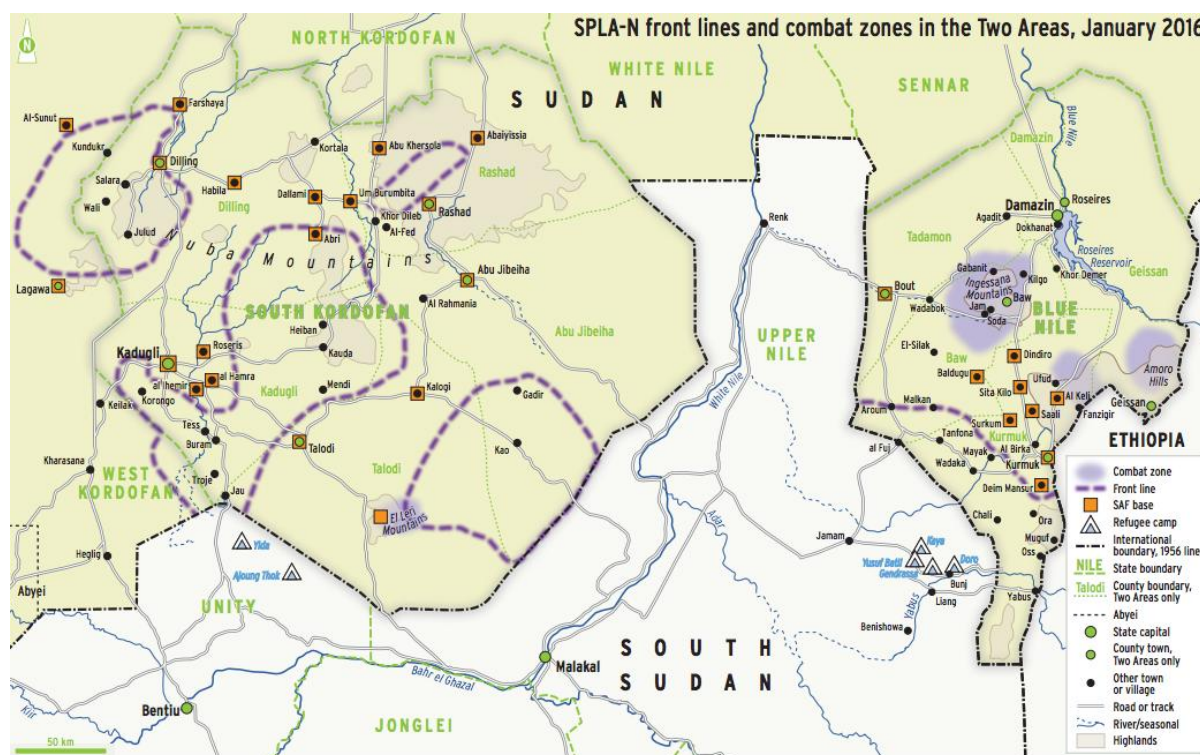 SPLA-N front lines and combat zones in the Two Areas, January 2016
N
NORTH KORDOFAN
WHITE NILE
SENNAR
SUDAN
Farshaya
Al-Sunut
Kundukr
Dilling
Salara
Wali
Julud
Lagawa
Habila
Dilling
Kortala
Abu Khersola
Abaiyissia
Rashad
Dallami
Um Burumbita
Rashad
Khor Dileb
Al-Fed
Abri
Nuba Mountains
Abu Jibeiha
Al Rahmania
SOUTH KORDOFAN
Abu Jibeiha
Heiban
Kauda
Roseris
Kadugli
al Hamra
al 'Ihemir
Kadugli
Mendi
Kalogi
Gadir
Keilak
Korongo
Tess
Buram
Talodi
Kao
Kharasana
WEST
KORDOFAN
Troje
Jau
Talodi
El Leri
Mountains
Heglig
Abyei
Yida
Ajoung Thok
UNITY
Bentiu
Kiir
Bahr el Ghazal
Malakal
JONGLEI
50 km
Renk
White Nile
UPPER
NILE
Adar
SOUTH
SUDAN
Blue Nile
Damazin
Roseires
Damazin
Agadit
Dokhanat
Roseires
Reservoir
Tadamon
Gabanit
Ingessana
Mountains
Kilgo
Khor Demer
Geissan
Bout
Wadabok
Jam
Soda
Baw
BLUE
NILE
El-Silak
Baw
Dindiro
Baldugu
Sita Kilo
Ufud
Amoro
Hills
Al Keli
Geissan
Aroum
Malkan
Surkum
Saali
Fanzigir
Kurmuk
ETHIOPIA
al Fuj
Tanfona
Mayak
Al Birka
Wadaka
Kurmuk
Deim Mansur
Chali
Ora
Muguf
Oss
Jamam
Kaya
Yusuf Batil
Gendrassa
Doro
Bunj
Liang
Yabus
Yabus
Benishowa
Combat zone
Front line
SAF base
Refugee camp
International
boundary, 1956 line
NILE State boundary
Talodi County boundary,
Two Areas only
Abyei
State capital
County town,
Two Areas only
Other town
or village
Road or track
River/seasonal
Highlands